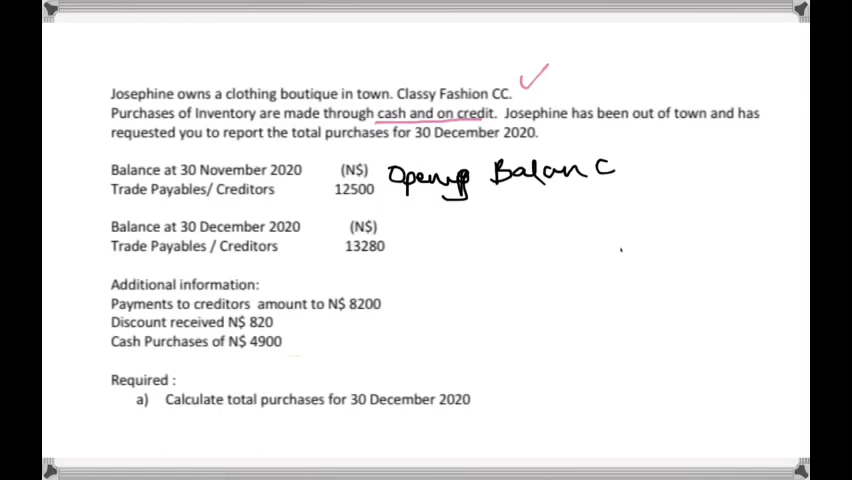 Josephine owns a clothing boutique in town. Classy Fashion CC.
Purchases of Inventory are made through cash and on credit. Josephine has been out of town and has
requested you to report the total purchases for 30 December 2020.
Balance at 30 November 2020 (N$)
Trade Payables/ Creditors 12500 Opening Balanc
Balance at 30 December 2020 (N$)
Trade Payables / Creditors 13280
Additional information:
Payments to creditors amount to N$ 8200
Discount received N$ 820
Cash Purchases of N$ 4900
Required :
a) Calculate total purchases for 30 December 2020